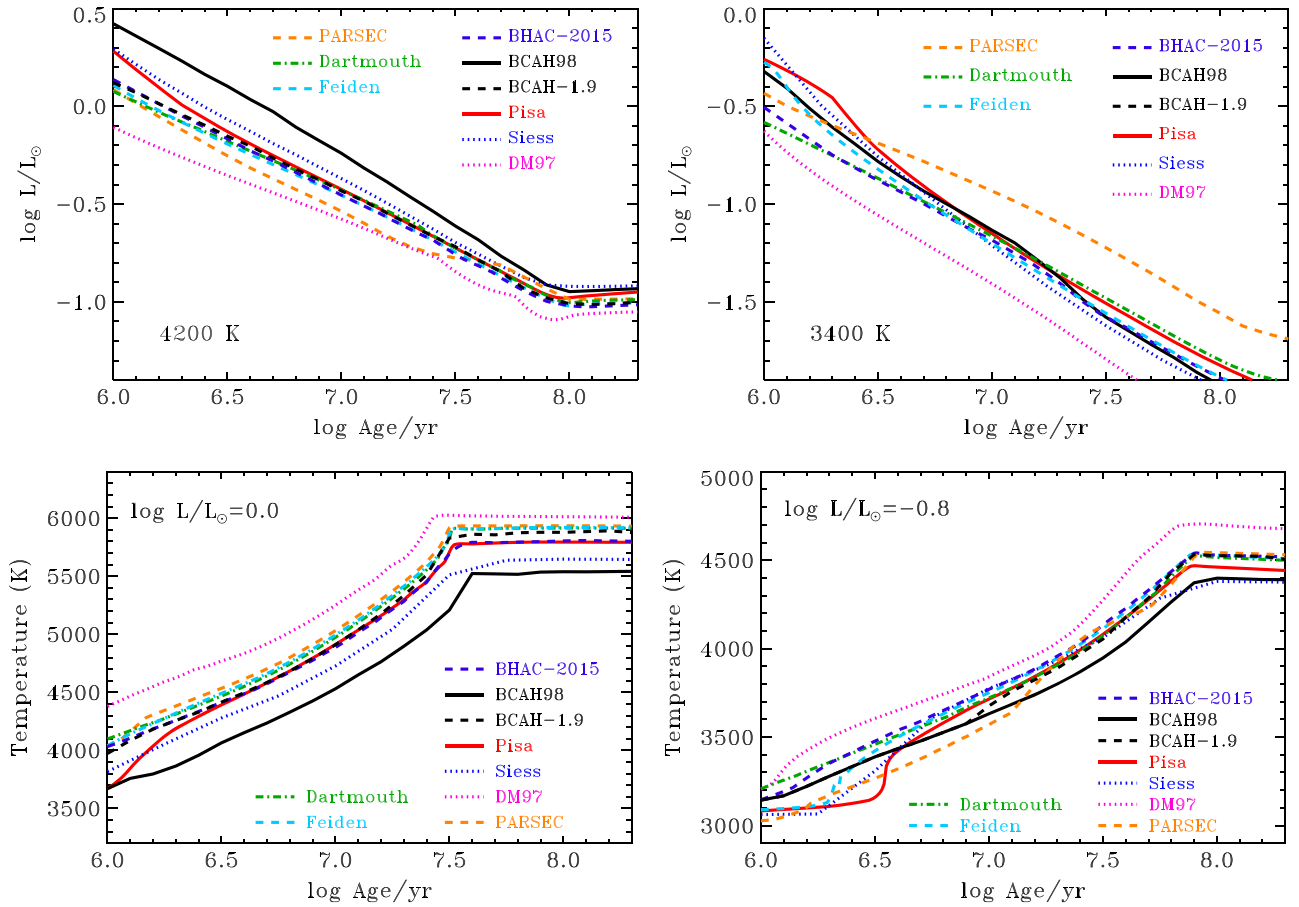 0.5
0.0
−0.5
−1.0
log L/L☉
PARSEC
Dartmouth
Feiden
BHAC−2015
BCAH98
BCAH−1.9
Pisa
Siess
DM97
4200 K
6.0
6.5
7.0
7.5
8.0
log Age/yr
0.0
−0.5
−1.0
−1.5
log L/L☉
PARSEC
Dartmouth
Feiden
BHAC−2015
BCAH98
BCAH−1.9
Pisa
Siess
DM97
3400 K
6.0
6.5
7.0
7.5
8.0
log Age/yr
6000
5500
5000
4500
4000
3500
Temperature (K)
log L/L☉=0.0
BHAC−2015
BCAH98
BCAH−1.9
Pisa
Siess
DM97
PARSEC
Dartmouth
Feiden
6.0
6.5
7.0
7.5
8.0
log Age/yr
5000
4500
4000
3500
3000
Temperature (K)
log L/L☉=−0.8
BHAC−2015
BCAH98
BCAH−1.9
Pisa
Siess
DM97
PARSEC
Dartmouth
Feiden
6.0
6.5
7.0
7.5
8.0
log Age/yr